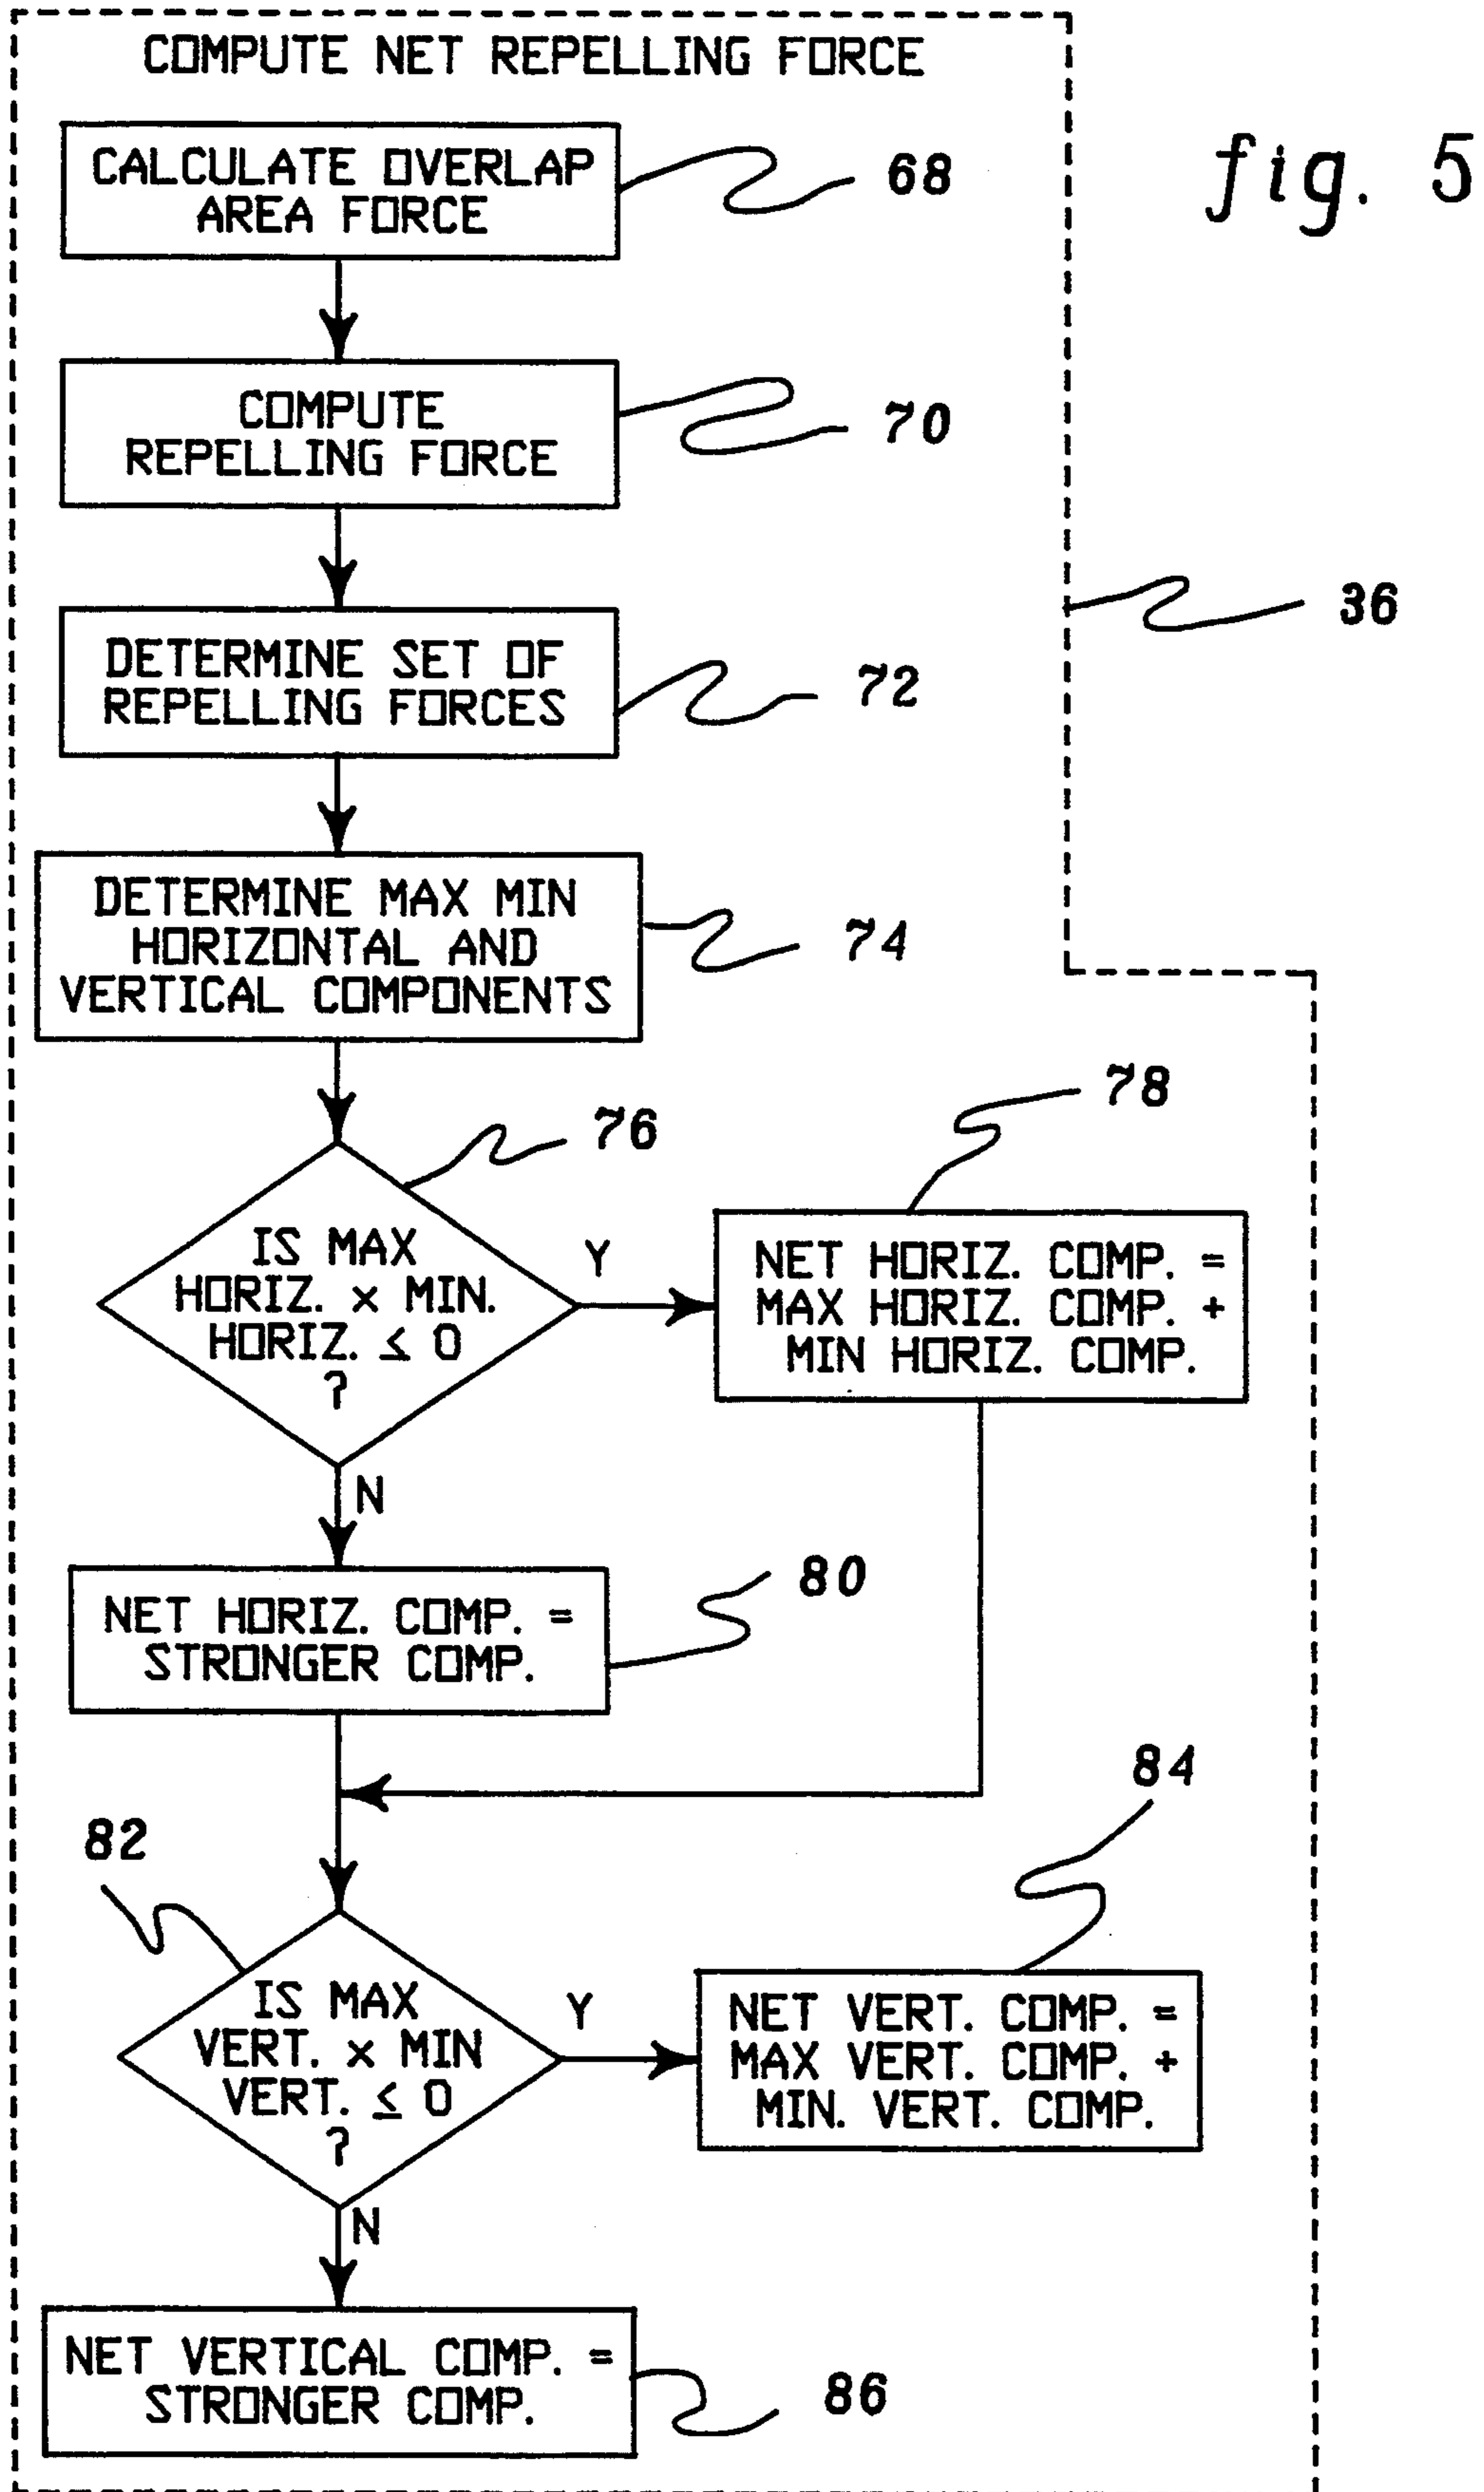 COMPUTE NET REPELLING FORCE
fig. 5
CALCULATE OVERLAP
AREA FORCE
68
COMPUTE
REPELLING FORCE
70
36
DETERMINE SET OF
REPELLING FORCES
72
DETERMINE MAX MIN
HORIZONTAL AND
VERTICAL COMPONENTS
74
76
IS MAX
HORIZ. x MIN.
HORIZ. ≤ 0
?
Y
78
NET HORIZ. COMP. =
MAX HORIZ. COMP. +
MIN HORIZ. COMP.
N
NET HORIZ. COMP. =
STRONGER COMP.
80
82
IS MAX
VERT. x MIN
VERT. ≤ 0
?
Y
84
NET VERT. COMP. =
MAX VERT. COMP. +
MIN. VERT. COMP.
N
NET VERTICAL COMP. =
STRONGER COMP.
86